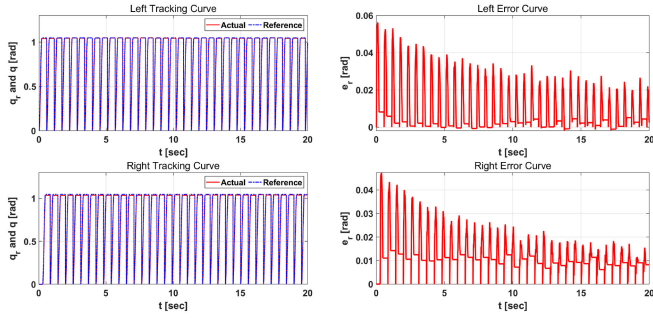 Left Tracking Curve
Actual Reference
q_r and q [rad]
1
0.5
0
0 5 10 15 20
t [sec]
Left Error Curve
e_r [rad]
0.06
0.04
0.02
0
0 5 10 15 20
t [sec]
Right Tracking Curve
Actual Reference
q_r and q [rad]
1
0.5
0
0 5 10 15 20
t [sec]
Right Error Curve
e_r [rad]
0.04
0.03
0.02
0.01
0
0 5 10 15 20
t [sec]